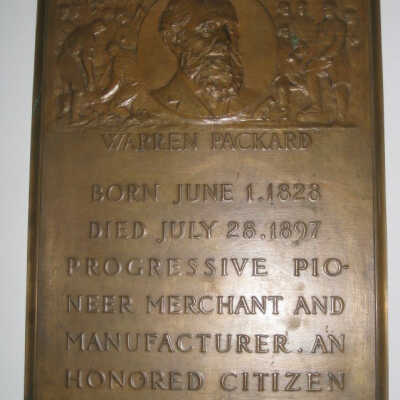 WARREN PACKARD
BORN JUNE 1.1828
DIED JULY 28.1897
PROGRESSIVE PIO-
NEER MERCHANT AND
MANUFACTURER. AN
HONORED CITIZEN